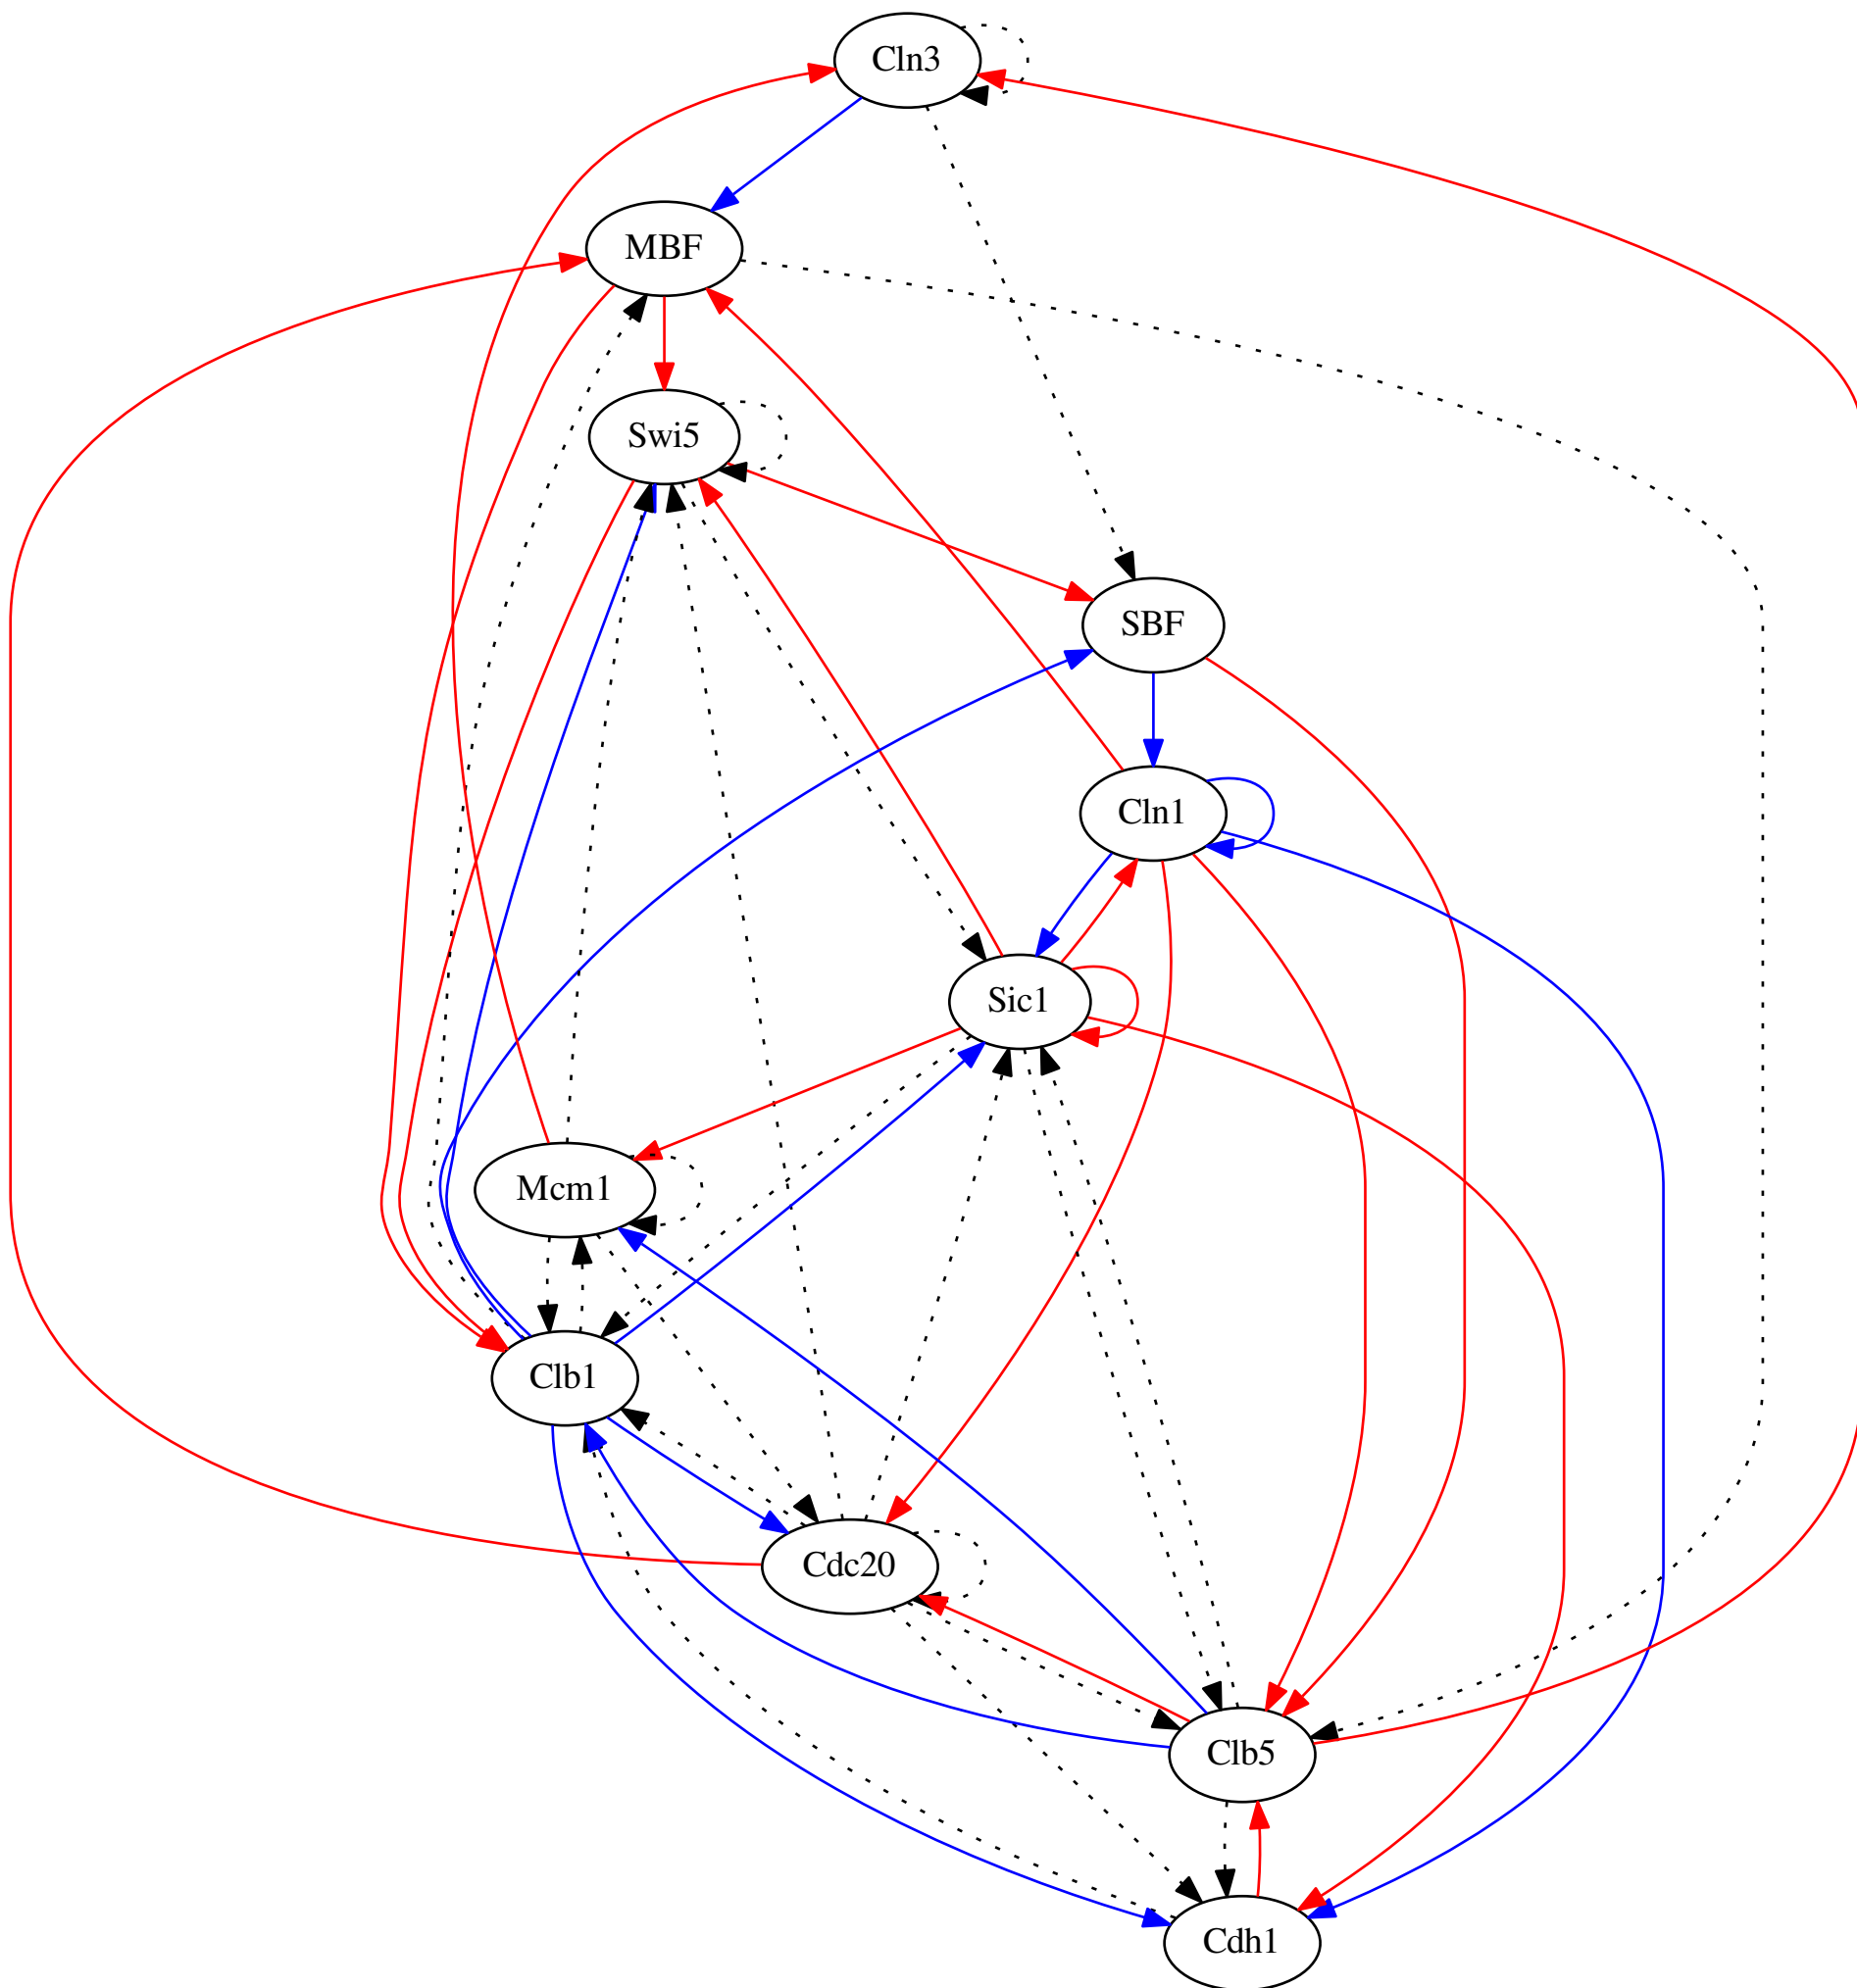 Cln3
MBF
Swi5
SBF
Cln1
Sic1
Mcm1
Clb1
Cdc20
Clb5
Cdh1